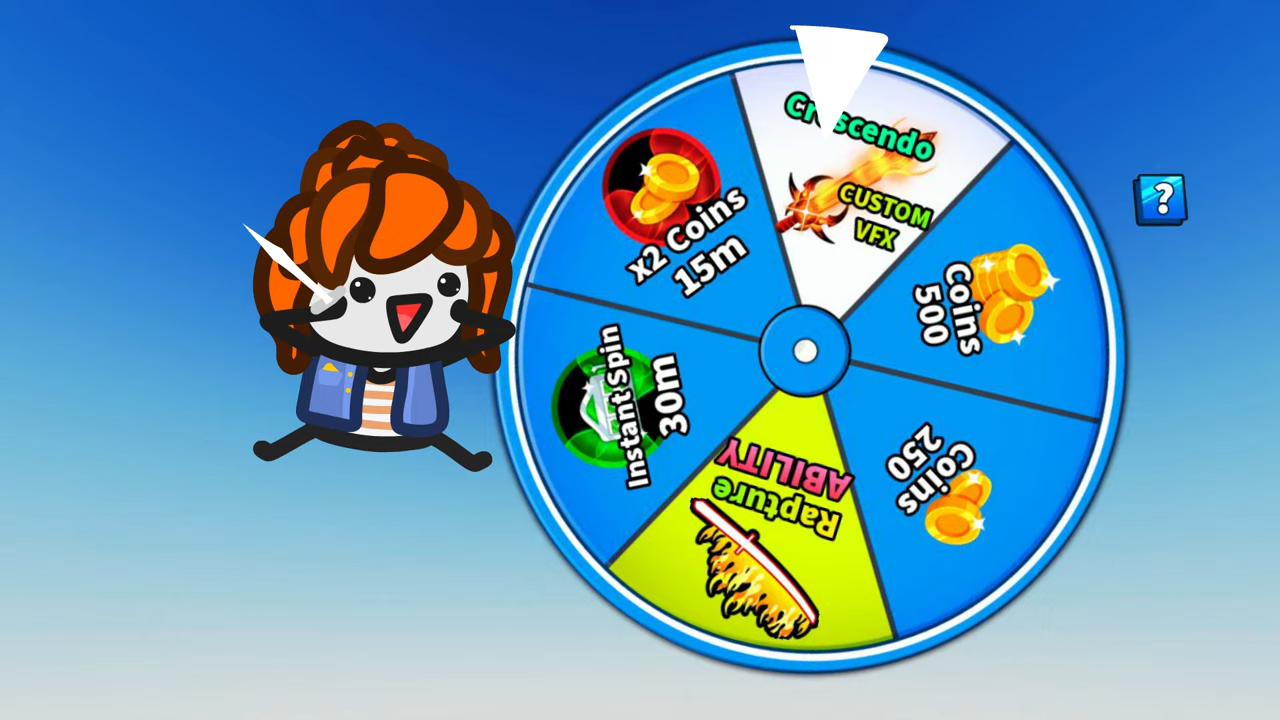 Crescendo
CUSTOM
VFX
x2 Coins
15m
Coins
500
Instant Spin
30m
Coins
250
Rapture
ABILITY
?